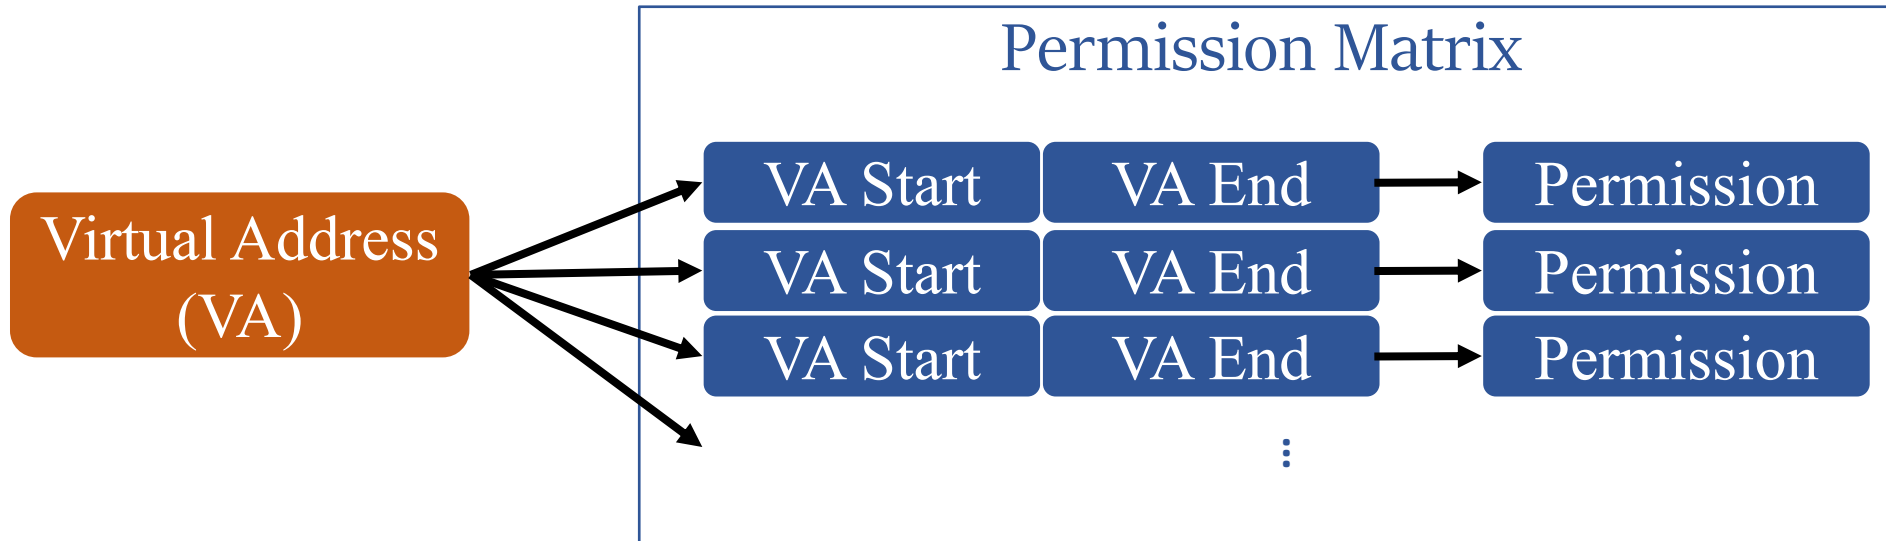 Permission Matrix
Virtual Address
(VA)
VA Start VA End Permission
VA Start VA End Permission
VA Start VA End Permission